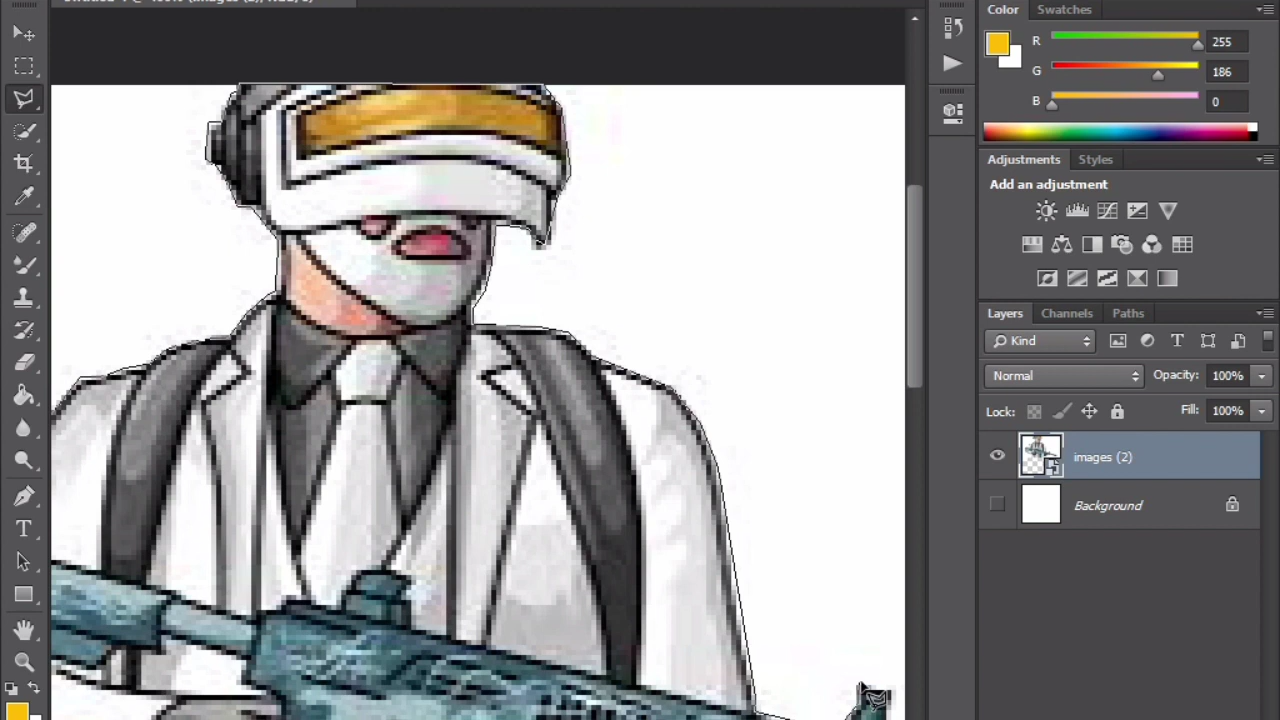 Color Swatches
R 255
G 186
B 0
Adjustments Styles
Add an adjustment
Layers Channels Paths
Kind
Normal Opacity: 100%
Lock: Fill: 100%
images (2)
Background
T